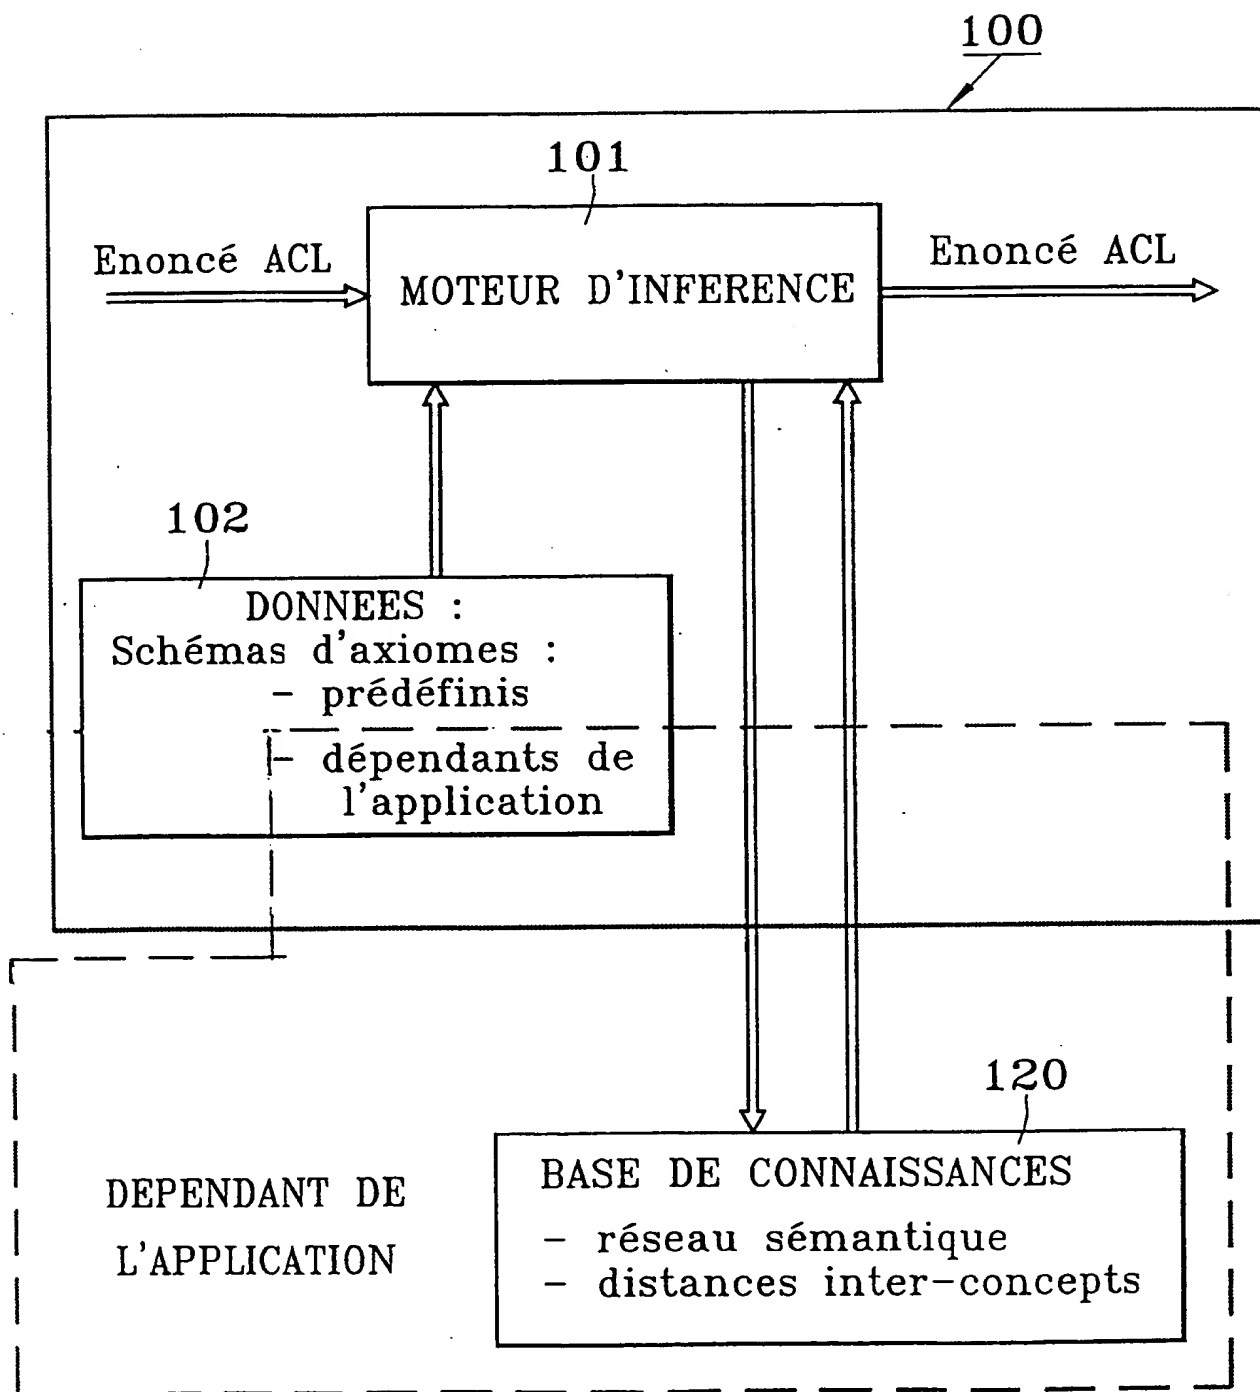 100
101
Enoncé ACL
MOTEUR D'INFERENCE
Enoncé ACL
102
DONNEES :
Schémas d'axiomes :
- prédéfinis
- dépendants de
l'application
120
BASE DE CONNAISSANCES
- réseau sémantique
- distances inter-concepts
DEPENDANT DE
L'APPLICATION